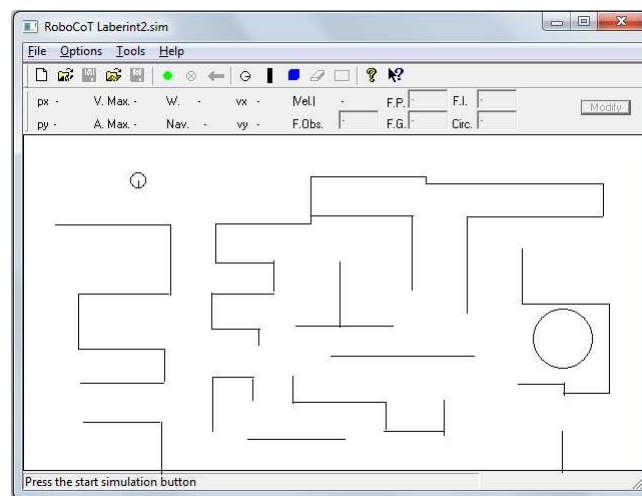 RoboCoT Laberint2.sim
File Options Tools Help
px - V. Max. - W. - vx - |Vel.| - F.P. - F.I. -
Modify
py - A. Max. - Nav. - vy - F.Obs. - F.G. - Circ. -
Press the start simulation button